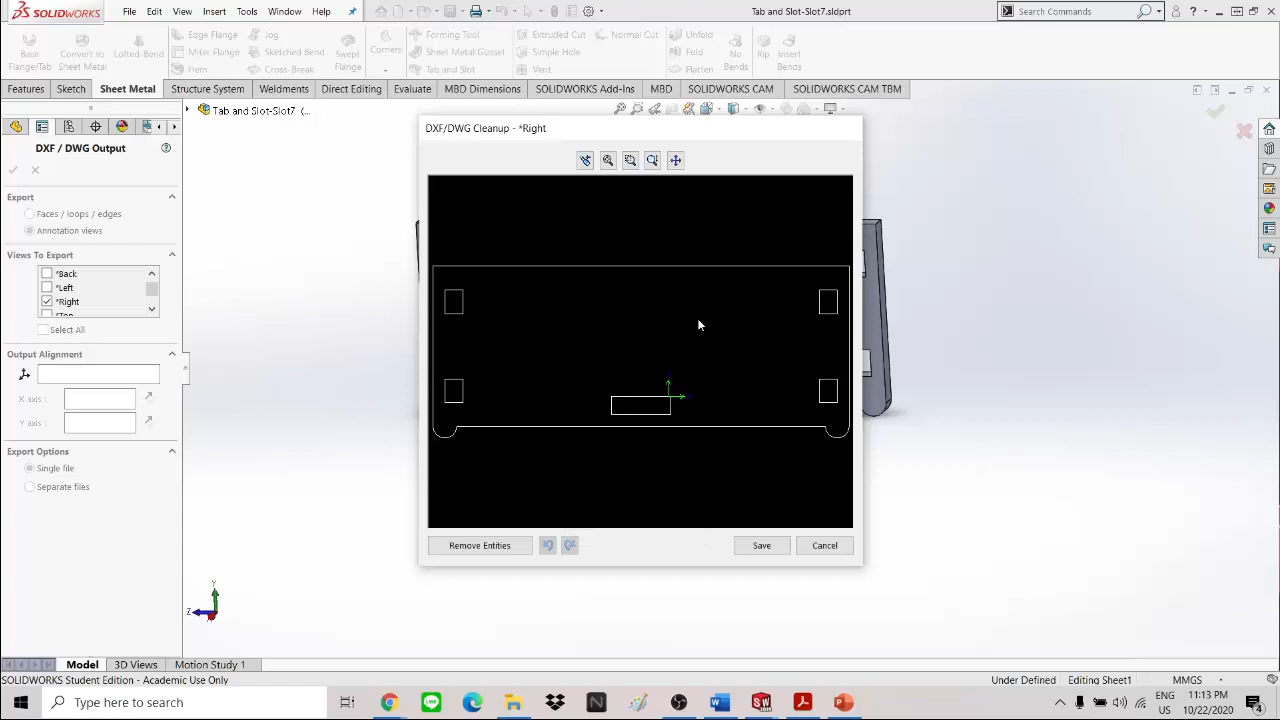 SOLIDWORKS File Edit View Insert Tools Window Help Tab and Slot-Slot7.sldprt Search Commands
Base Flange/Tab
Convert to Sheet Metal
Lofted-Bend
Edge Flange
Miter Flange
Hem
Jog
Sketched Bend
Cross-Break
Swept Flange
Corners
Forming Tool
Sheet Metal Gusset
Tab and Slot
Extruded Cut
Simple Hole
Vent
Normal Cut
Unfold
Fold
Flatten
No Bends
Rip
Insert Bends
Features Sketch Sheet Metal Structure System Weldments Direct Editing Evaluate MBD Dimensions SOLIDWORKS Add-Ins MBD SOLIDWORKS CAM SOLIDWORKS CAM TBM
Tab and Slot-Slot7 (...
DXF / DWG Output
Export
Faces / loops / edges
Annotation views
Views To Export
*Back
*Left
*Right
*Top
Select All
Output Alignment
X axis :
Y axis :
Export Options
Single file
Separate files
DXF/DWG Cleanup - *Right
Remove Entities Save Cancel
Y
Z
Model 3D Views Motion Study 1
SOLIDWORKS Student Edition - Academic Use Only Under Defined Editing Sheet1 MMGS
Type here to search
ENG
US
11:13 PM
10/22/2020
4